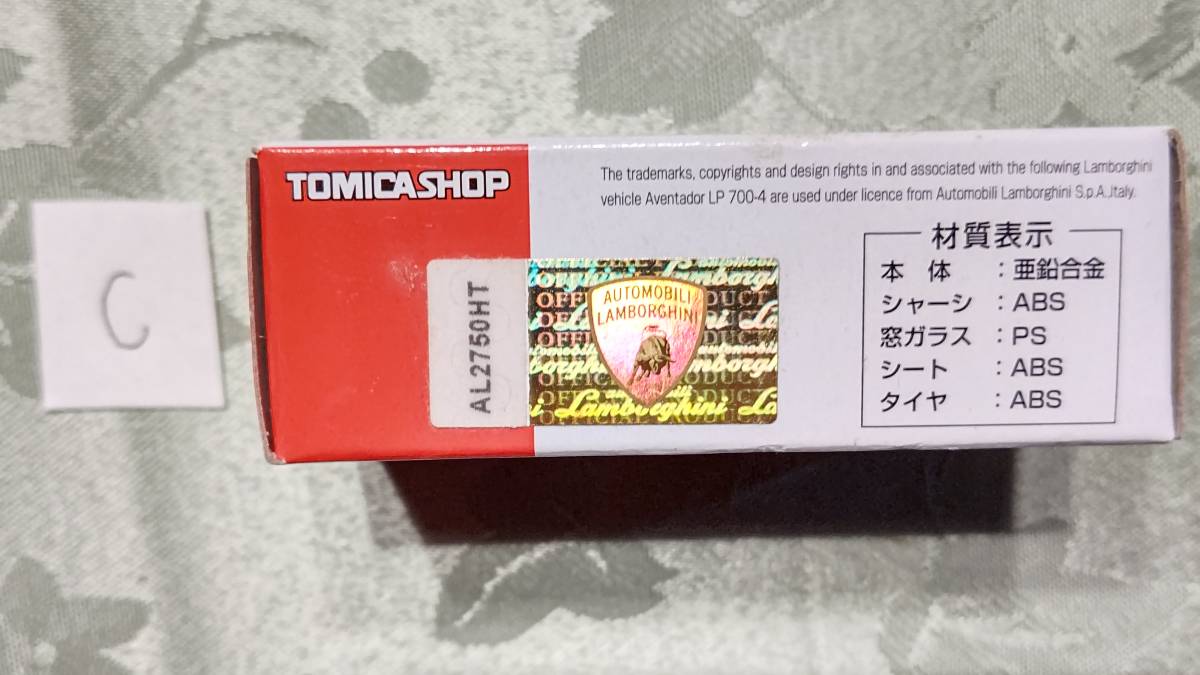 C
TOMICA SHOP
The trademarks, copyrights and design rights in and associated with the following Lamborghini
vehicle Aventador LP 700-4 are used under licence from Automobili Lamborghini S.p.A.,Italy.
AL2750HT
AUTOMOBILI
LAMBORGHINI
Lamborghini
材質表示
本 体 : 亜鉛合金
シャーシ : ABS
窓ガラス : PS
シート : ABS
タイヤ : ABS